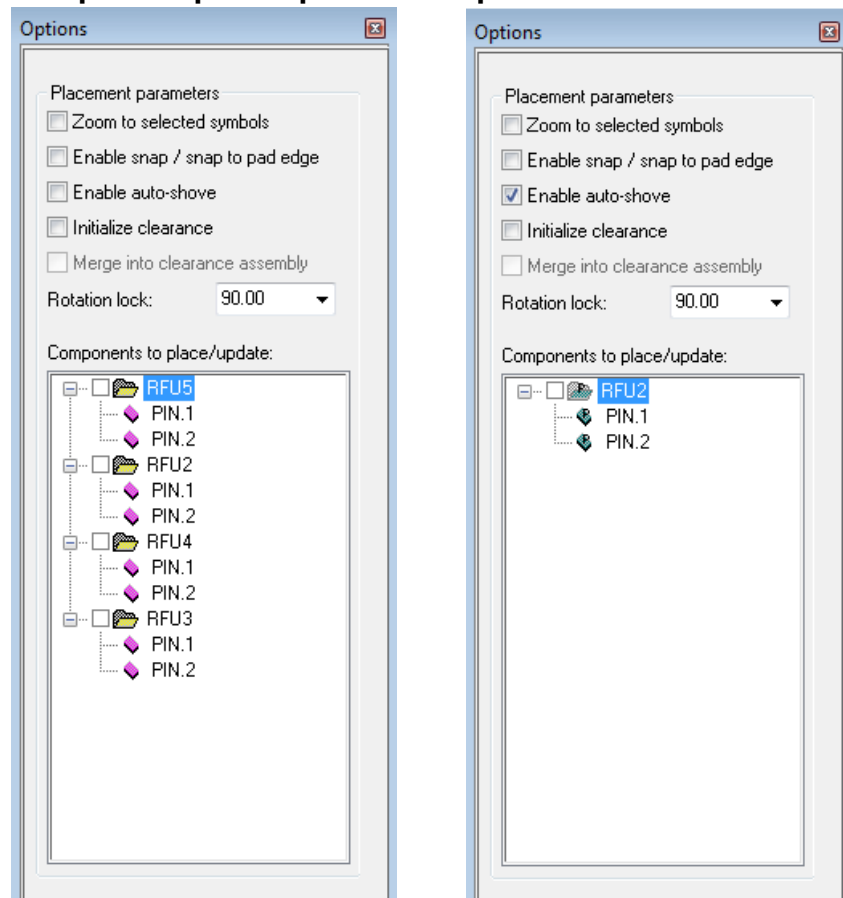 Options
Placement parameters
Zoom to selected symbols
Enable snap / snap to pad edge
Enable auto-shove
Initialize clearance
Merge into clearance assembly
Rotation lock: 90.00
Components to place/update:
RFU5
PIN.1
PIN.2
RFU2
PIN.1
PIN.2
RFU4
PIN.1
PIN.2
RFU3
PIN.1
PIN.2
Options
Placement parameters
Zoom to selected symbols
Enable snap / snap to pad edge
Enable auto-shove
Initialize clearance
Merge into clearance assembly
Rotation lock: 90.00
Components to place/update:
RFU2
PIN.1
PIN.2